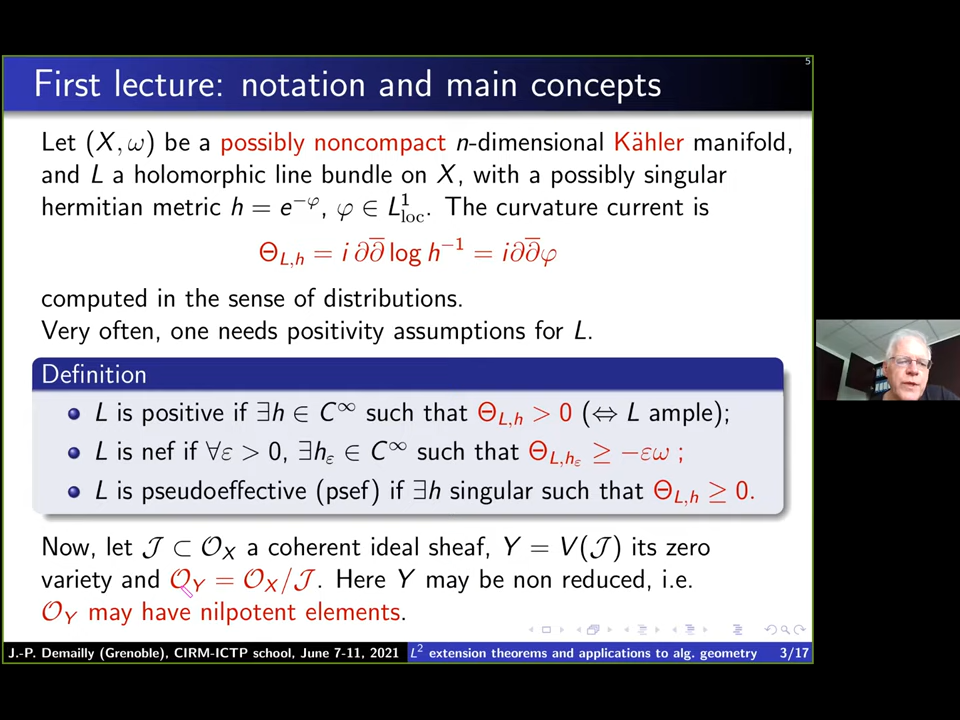 5
First lecture: notation and main concepts
Let (X, ω) be a possibly noncompact n-dimensional Kähler manifold,
and L a holomorphic line bundle on X, with a possibly singular
hermitian metric h = e^{−φ}, φ ∈ L^1_{loc}. The curvature current is
Θ_{L,h} = i ∂∂̅ log h^{−1} = i∂∂̅φ
computed in the sense of distributions.
Very often, one needs positivity assumptions for L.
Definition
L is positive if ∃h ∈ C^∞ such that Θ_{L,h} > 0 (⇔ L ample);
L is nef if ∀ε > 0, ∃h_ε ∈ C^∞ such that Θ_{L,h_ε} ≥ −εω ;
L is pseudoeffective (psef) if ∃h singular such that Θ_{L,h} ≥ 0.
Now, let 𝒥 ⊂ 𝒪_X a coherent ideal sheaf, Y = V(𝒥) its zero
variety and 𝒪_Y = 𝒪_X/𝒥. Here Y may be non reduced, i.e.
𝒪_Y may have nilpotent elements.
J.-P. Demailly (Grenoble), CIRM-ICTP school, June 7-11, 2021 L² extension theorems and applications to alg. geometry 3/17